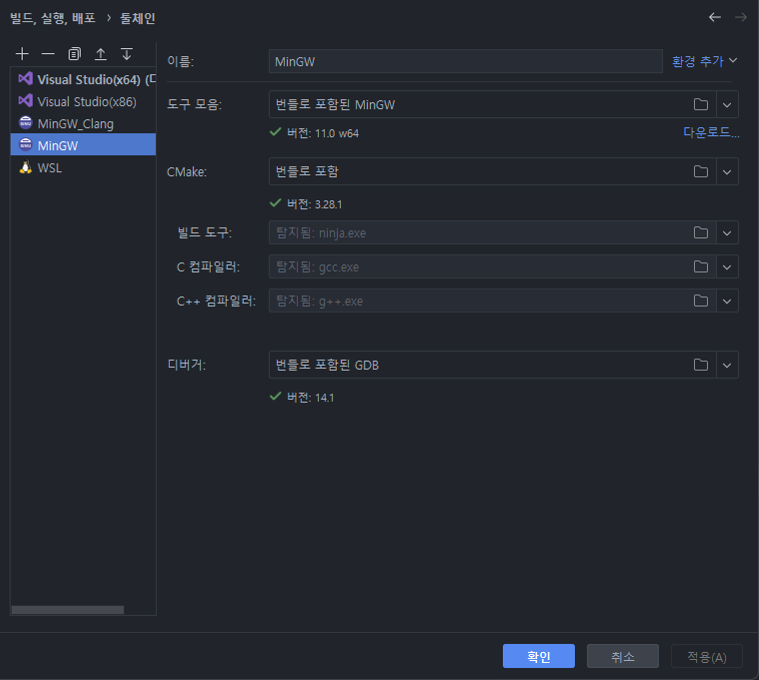 빌드, 실행, 배포 › 툴체인
Visual Studio(x64) (
Visual Studio(x86)
MinGW_Clang
MinGW
WSL
이름: MinGW 환경 추가
도구 모음: 번들로 포함된 MinGW
버전: 11.0 w64 다운로드...
CMake: 번들로 포함
버전: 3.28.1
빌드 도구: 탐지됨: ninja.exe
C 컴파일러: 탐지됨: gcc.exe
C++ 컴파일러: 탐지됨: g++.exe
디버거: 번들로 포함된 GDB
버전: 14.1
확인 취소 적용(A)